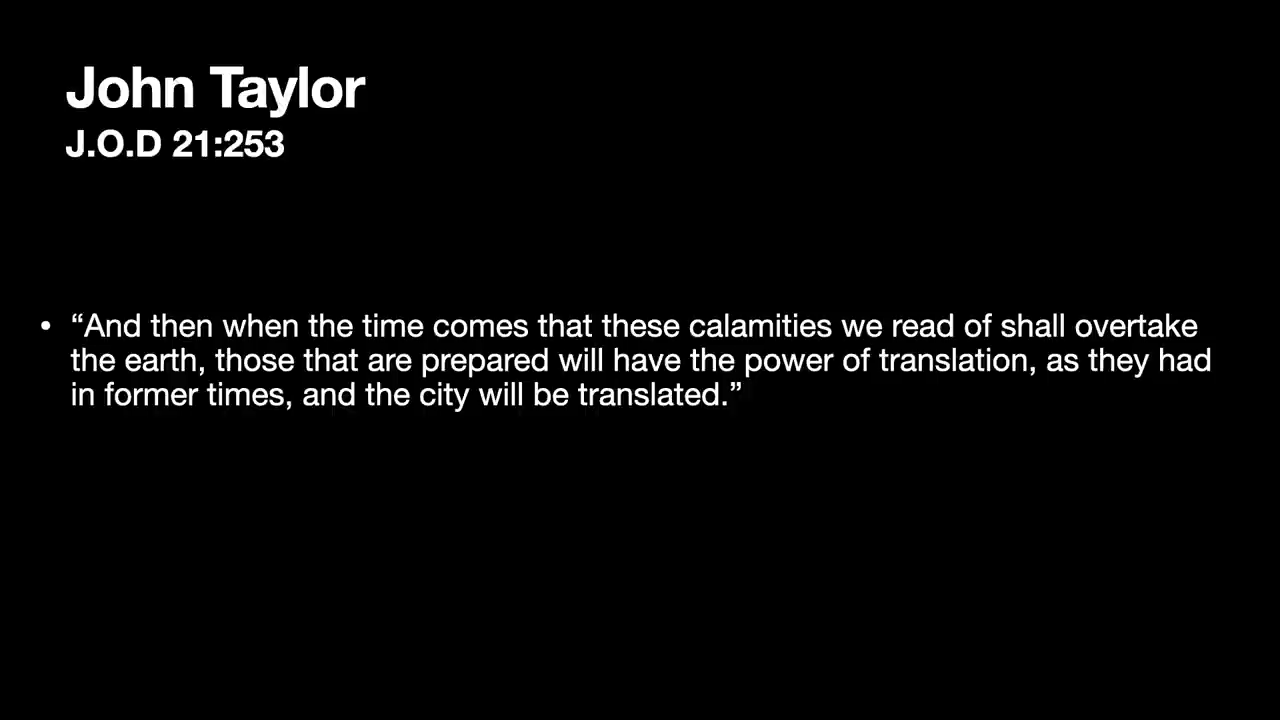 John Taylor
J.O.D 21:253
• “And then when the time comes that these calamities we read of shall overtake
the earth, those that are prepared will have the power of translation, as they had
in former times, and the city will be translated.”